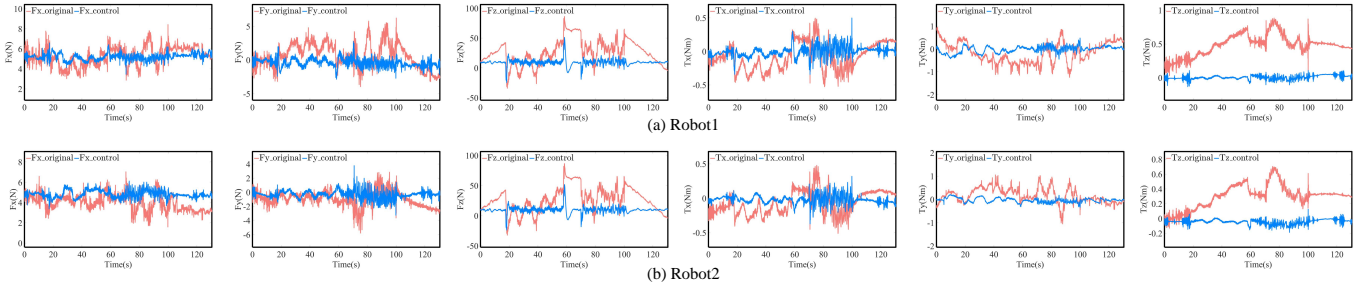 Fx_original Fx_control
Fx(N)
8
6
4
2
0 20 40 60 80 100 120
Time(s)
Fy_original Fy_control
Fy(N)
5
0
-5
0 20 40 60 80 100 120
Time(s)
Fz_original Fz_control
Fz(N)
100
50
0
-50
0 20 40 60 80 100 120
Time(s)
Tx_original Tx_control
Tx(Nm)
0.5
0.0
-0.5
0 20 40 60 80 100 120
Time(s)
Ty_original Ty_control
Ty(Nm)
1
0
-1
-2
0 20 40 60 80 100 120
Time(s)
Tz_original Tz_control
Tz(Nm)
1
0.5
0
0 20 40 60 80 100 120
Time(s)
(a) Robot1
Fx_original Fx_control
Fx(N)
8
6
4
2
0
0 20 40 60 80 100 120
Time(s)
Fy_original Fy_control
Fy(N)
4
2
0
-2
-4
-6
0 20 40 60 80 100 120
Time(s)
Fz_original Fz_control
Fz(N)
100
50
0
-50
0 20 40 60 80 100 120
Time(s)
Tx_original Tx_control
Tx(Nm)
0.5
0
-0.5
0 20 40 60 80 100 120
Time(s)
Ty_original Ty_control
Ty(Nm)
2
1
0
-2
0 20 40 60 80 100 120
Time(s)
Tz_original Tz_control
Tz(Nm)
0.8
0.6
0.4
0.2
0
-0.2
0 20 40 60 80 100 120
Time(s)
(b) Robot2